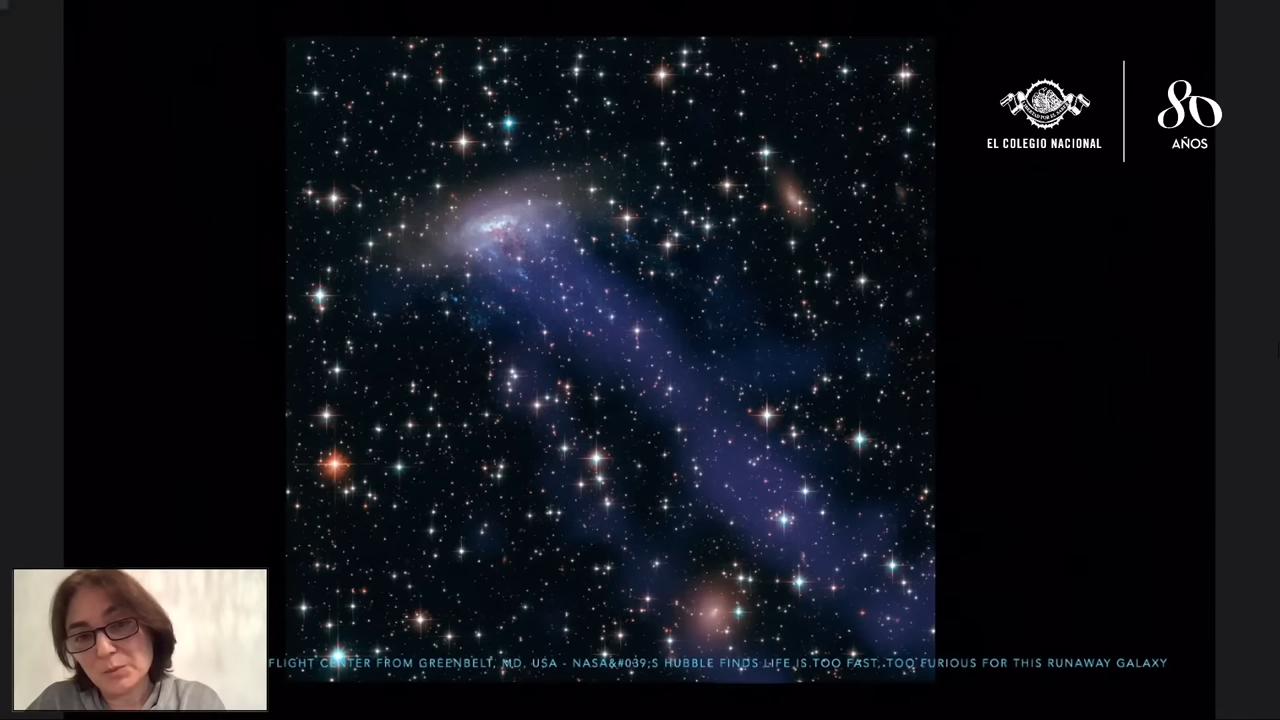 EL COLEGIO NACIONAL
80
AÑOS
FLIGHT CENTER FROM GREENBELT, MD, USA - NASA&#039;S HUBBLE FINDS LIFE IS TOO FAST, TOO FURIOUS FOR THIS RUNAWAY GALAXY